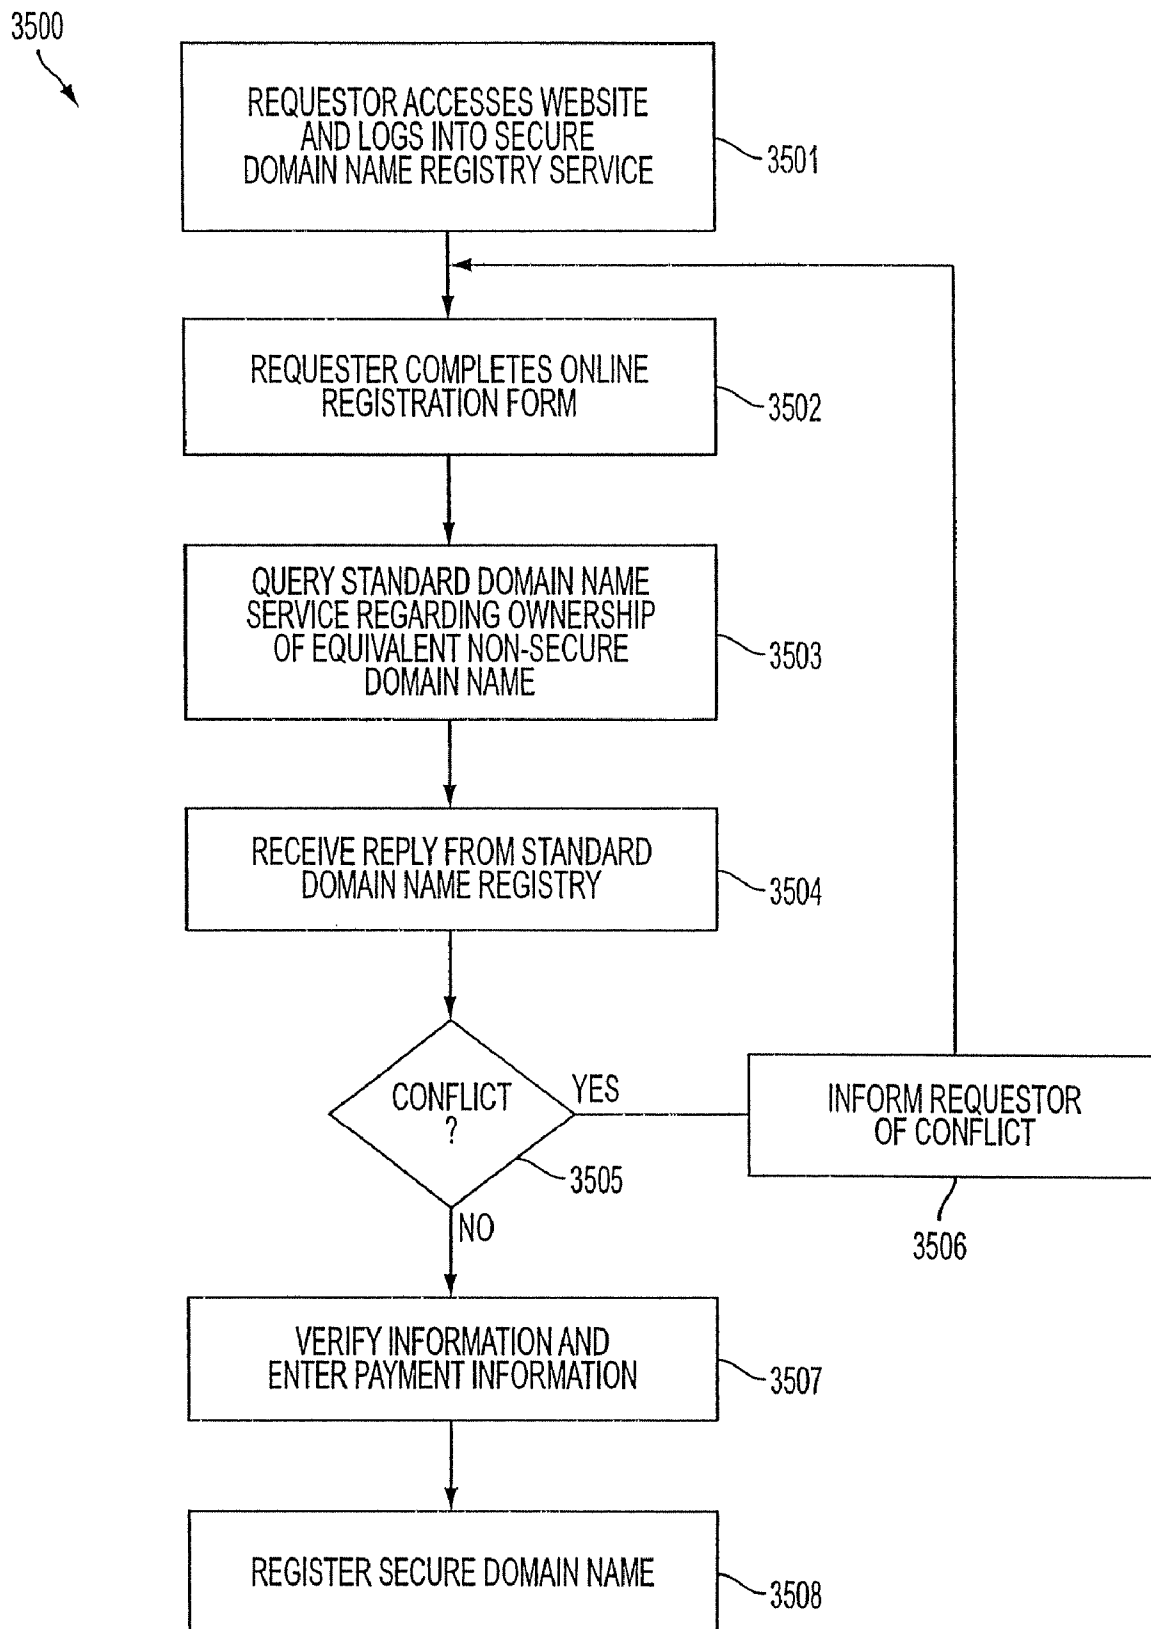 3500
REQUESTOR ACCESSES WEBSITE
AND LOGS INTO SECURE
DOMAIN NAME REGISTRY SERVICE
3501
REQUESTER COMPLETES ONLINE
REGISTRATION FORM
3502
QUERY STANDARD DOMAIN NAME
SERVICE REGARDING OWNERSHIP
OF EQUIVALENT NON-SECURE
DOMAIN NAME
3503
RECEIVE REPLY FROM STANDARD
DOMAIN NAME REGISTRY
3504
CONFLICT
?
YES
3505
NO
INFORM REQUESTOR
OF CONFLICT
3506
VERIFY INFORMATION AND
ENTER PAYMENT INFORMATION
3507
REGISTER SECURE DOMAIN NAME
3508